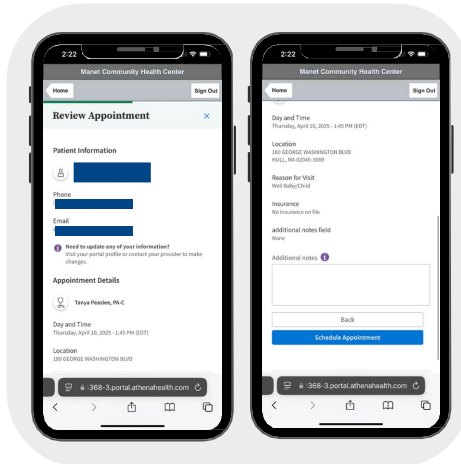 2:22
Manet Community Health Center
Home
Sign Out
Review Appointment
Patient Information
Phone
Email
Need to update any of your information?
Visit your portal profile or contact your provider to make
changes.
Appointment Details
Tanya Peaslee, PA-C
Day and Time
Thursday, April 10, 2025 - 1:45 PM (EDT)
Location
180 GEORGE WASHINGTON BLVD
:368-3.portal.athenahealth.com
2:22
Manet Community Health Center
Home
Sign Out
Day and Time
Thursday, April 10, 2025 - 1:45 PM (EDT)
Location
180 GEORGE WASHINGTON BLVD
HULL, MA 02045-3059
Reason for Visit
Well Baby/Child
Insurance
No insurance on file
additional notes field
None
Additional notes
Back
Schedule Appointment
:368-3.portal.athenahealth.com